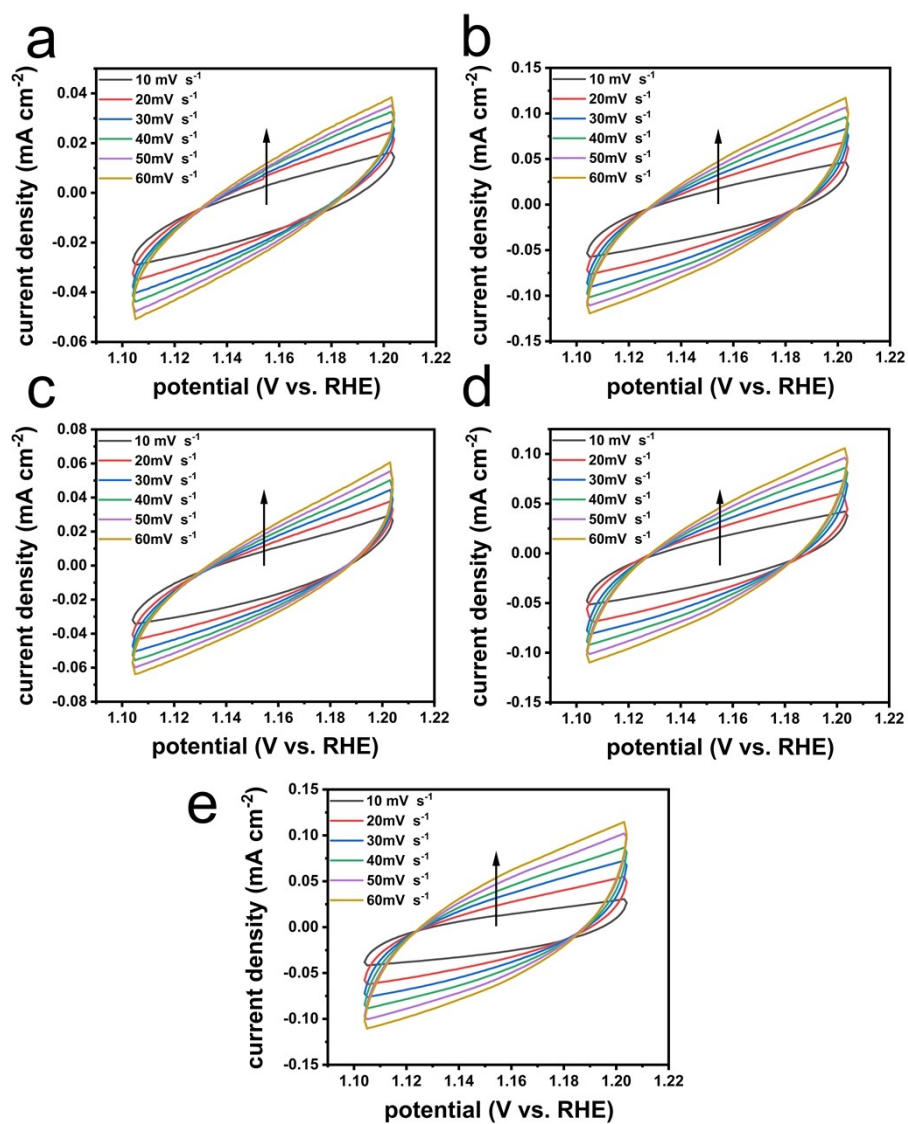 a
current density (mA cm⁻²)
10 mV s⁻¹
20mV s⁻¹
30mV s⁻¹
40mV s⁻¹
50mV s⁻¹
60mV s⁻¹
0.04
0.02
0.00
-0.02
-0.04
-0.06
1.10 1.12 1.14 1.16 1.18 1.20 1.22
potential (V vs. RHE)
b
current density (mA cm⁻²)
10 mV s⁻¹
20mV s⁻¹
30mV s⁻¹
40mV s⁻¹
50mV s⁻¹
60mV s⁻¹
0.15
0.10
0.05
0.00
-0.05
-0.10
-0.15
1.10 1.12 1.14 1.16 1.18 1.20 1.22
potential (V vs. RHE)
c
current density (mA cm⁻²)
10 mV s⁻¹
20mV s⁻¹
30mV s⁻¹
40mV s⁻¹
50mV s⁻¹
60mV s⁻¹
0.08
0.06
0.04
0.02
0.00
-0.02
-0.04
-0.06
-0.08
1.10 1.12 1.14 1.16 1.18 1.20 1.22
potential (V vs. RHE)
d
current density (mA cm⁻²)
10 mV s⁻¹
20mV s⁻¹
30mV s⁻¹
40mV s⁻¹
50mV s⁻¹
60mV s⁻¹
0.10
0.05
0.00
-0.05
-0.10
-0.15
1.10 1.12 1.14 1.16 1.18 1.20 1.22
potential (V vs. RHE)
e
current density (mA cm⁻²)
10 mV s⁻¹
20mV s⁻¹
30mV s⁻¹
40mV s⁻¹
50mV s⁻¹
60mV s⁻¹
0.15
0.10
0.05
0.00
-0.05
-0.10
-0.15
1.10 1.12 1.14 1.16 1.18 1.20 1.22
potential (V vs. RHE)